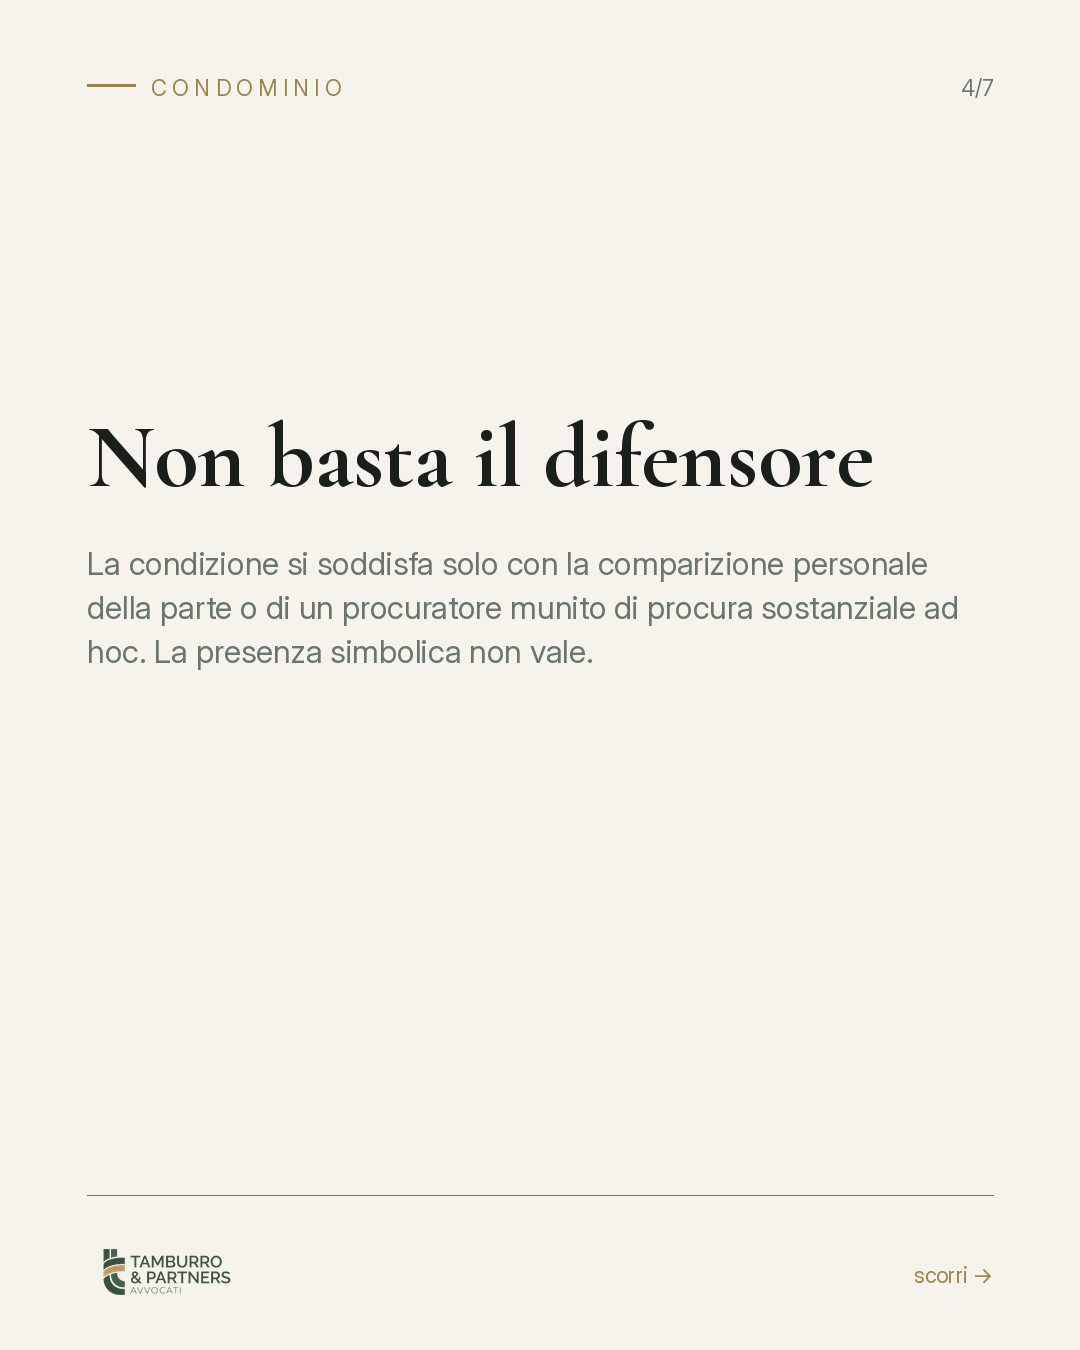 CONDOMINIO
4/7
Non basta il difensore
La condizione si soddisfa solo con la comparizione personale
della parte o di un procuratore munito di procura sostanziale ad
hoc. La presenza simbolica non vale.
TAMBURRO
& PARTNERS
AVVOCATI
scorri →